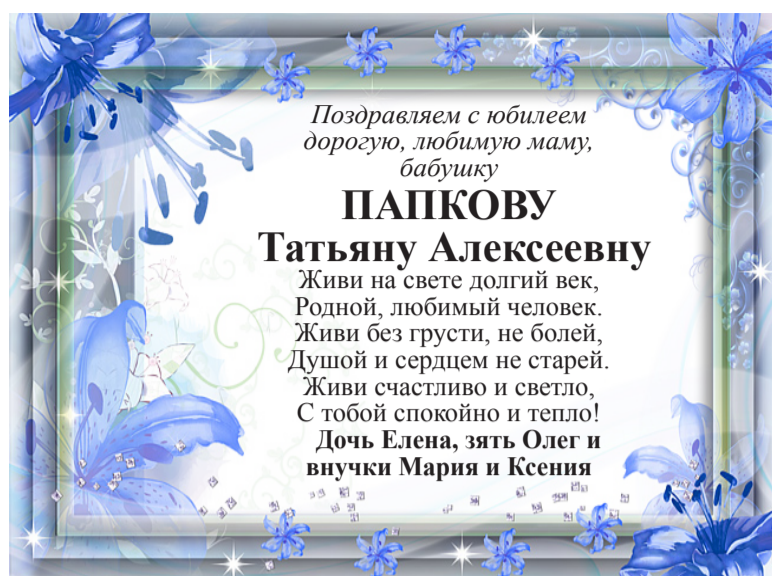 Поздравляем с юбилеем
дорогую, любимую маму,
бабушку
ПАПКОВУ
Татьяну Алексеевну
Живи на свете долгий век,
Родной, любимый человек.
Живи без грусти, не болей,
Душой и сердцем не старей.
Живи счастливо и светло,
С тобой спокойно и тепло!
Дочь Елена, зять Олег и
внучки Мария и Ксения